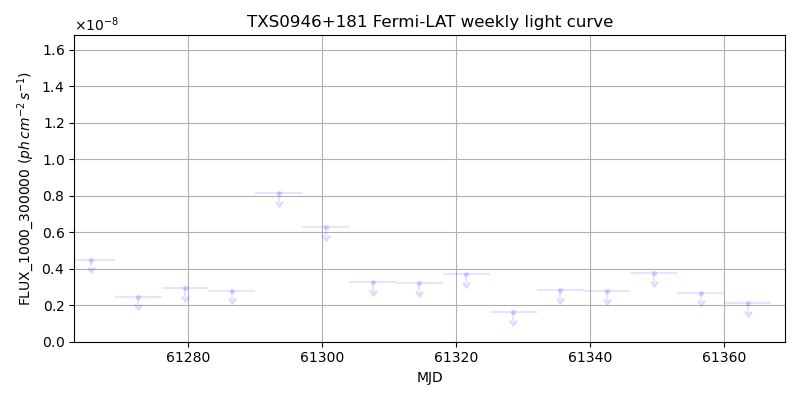 TXS0946+181 Fermi-LAT weekly light curve
×10⁻⁸
1.6
1.4
1.2
1.0
0.8
0.6
0.4
0.2
0.0
FLUX_1000_300000 (ph cm⁻² s⁻¹)
61280 61300 61320 61340 61360
MJD